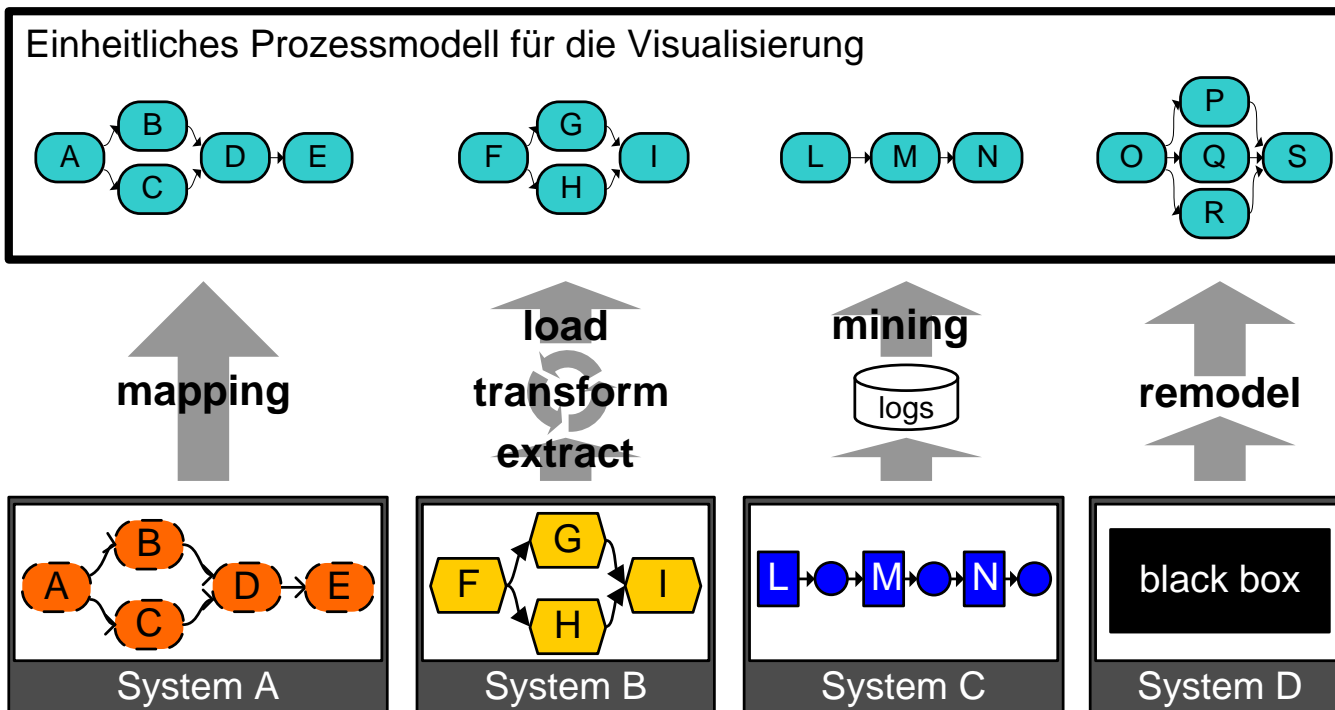 Einheitliches Prozessmodell für die Visualisierung
A B C D E
F G H I
L M N
O P Q R S
mapping
load
transform
extract
mining
logs
remodel
A B C D E
F G H I
L M N
black box
System A
System B
System C
System D